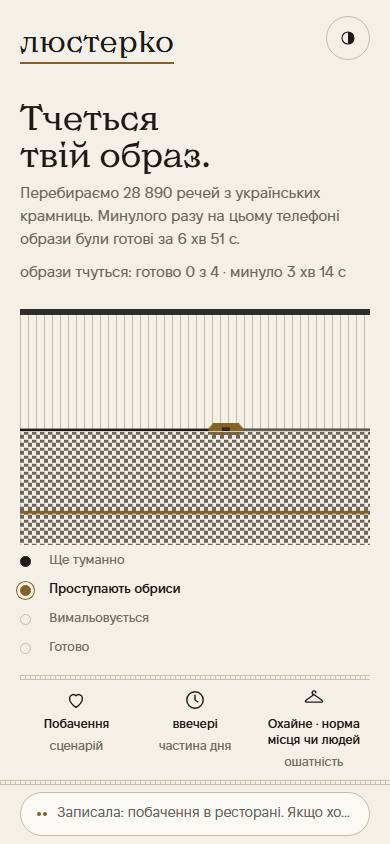 люстерко
Тчеться
твій образ.
Перебираємо 28 890 речей з українських
крамниць. Минулого разу на цьому телефоні
образи були готові за 6 хв 51 с.
образи тчуться: готово 0 з 4 · минуло 3 хв 14 с
Ще туманно
Проступають обриси
Вимальовується
Готово
Побачення
сценарій
ввечері
частина дня
Охайне · норма
місця чи людей
ошатність
Записала: побачення в ресторані. Якщо хо…